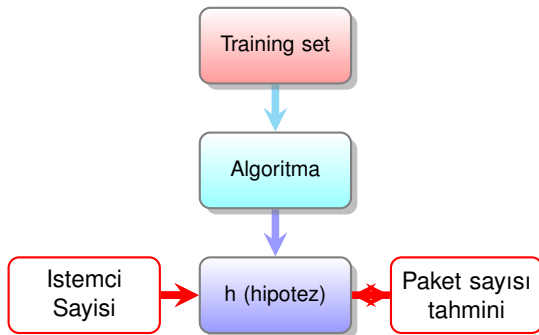 Training set
Algoritma
Istemci
Sayisi
h (hipotez)
Paket sayısı
tahmini